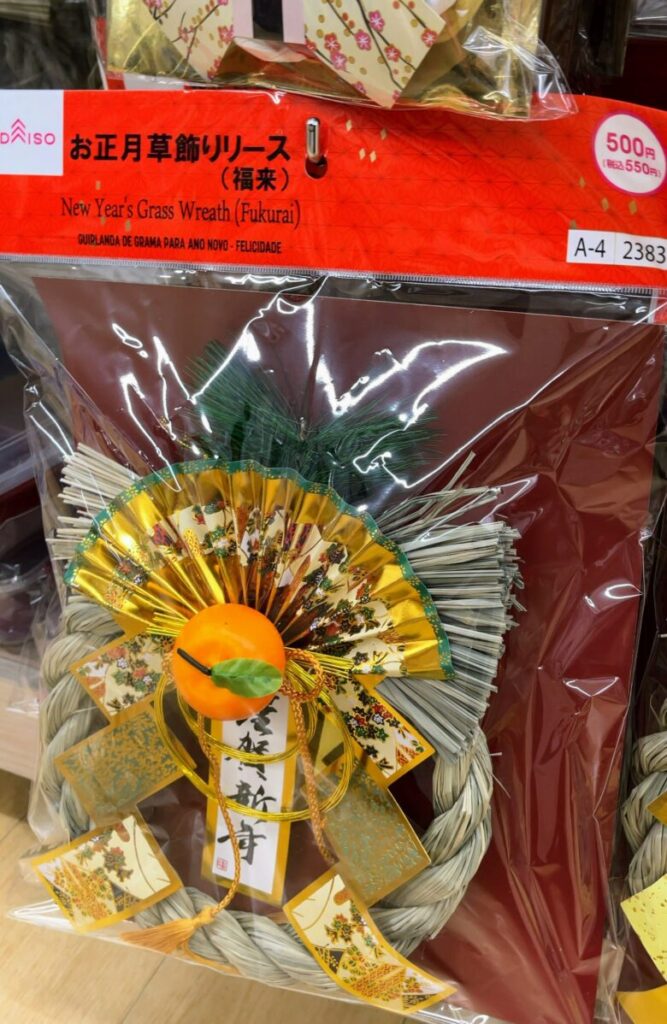 DAISO
お正月草飾りリース
(福来)
New Year's Grass Wreath (Fukurai)
GUIRLANDA DE GRAMA PARA ANO NOVO - FELICIDADE
500円
(税込550円)
A-4 2383
賀新年